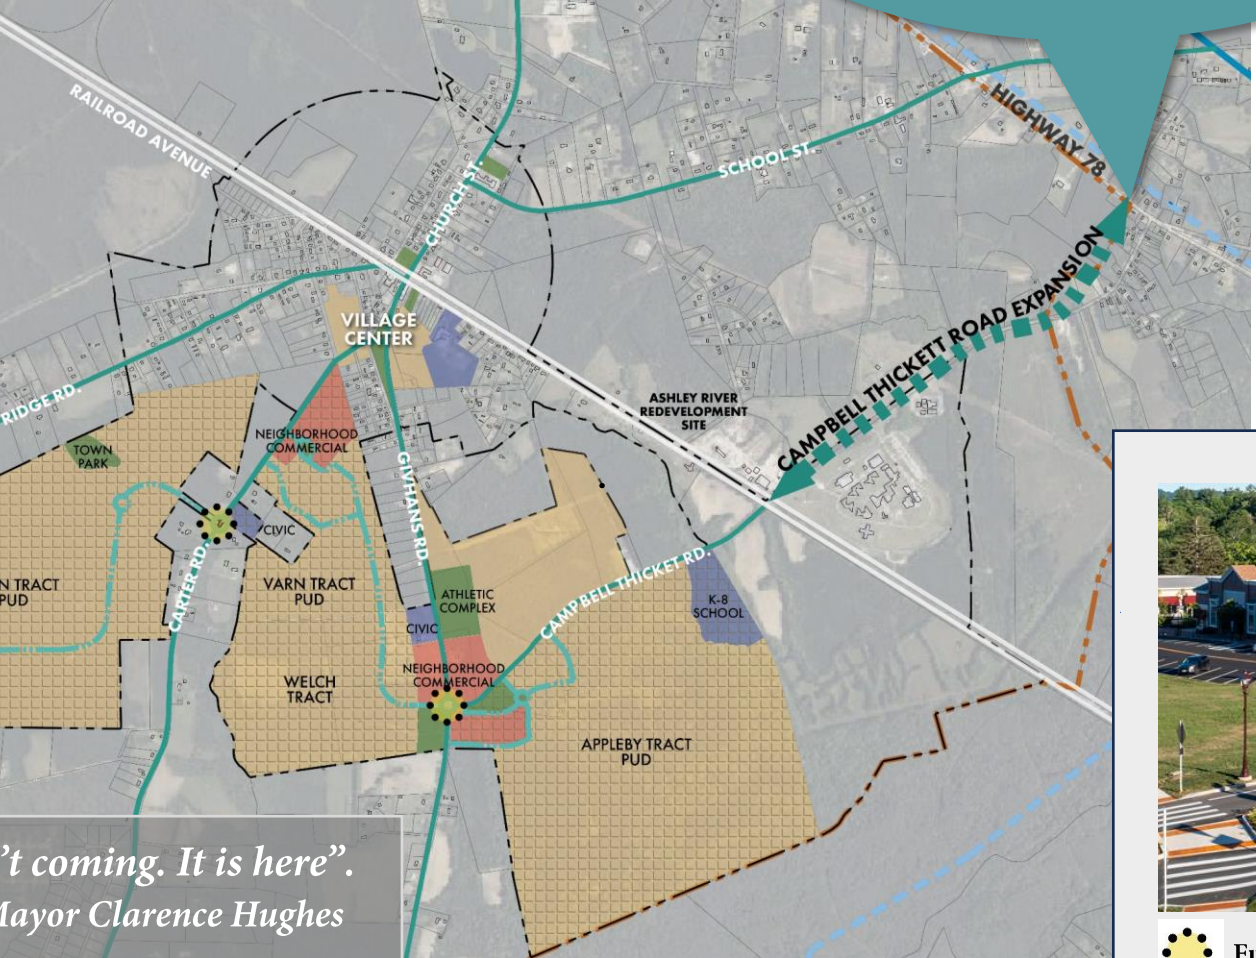 RAILROAD AVENUE
CHURCH ST.
SCHOOL ST.
HIGHWAY 78
VILLAGE
CENTER
RIDGE RD.
CAMPBELL THICKETT ROAD EXPANSION
ASHLEY RIVER
REDEVELOPMENT
SITE
NEIGHBORHOOD
COMMERCIAL
TOWN
PARK
GIVHANS RD.
CIVIC
CARTER RD.
N TRACT
PUD
VARN TRACT
PUD
ATHLETIC
COMPLEX
CAMPBELL THICKET RD.
K-8
SCHOOL
CIVIC
NEIGHBORHOOD
COMMERCIAL
WELCH
TRACT
APPLEBY TRACT
PUD
't coming. It is here".
Mayor Clarence Hughes